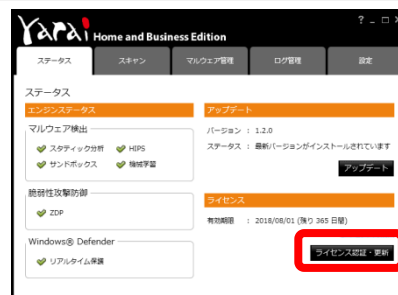 Yarai Home and Business Edition
? _ □ ×
ステータス スキャン マルウェア管理 ログ管理 設定
ステータス
エンジンステータス
マルウェア検出
スタティック分析 HIPS
サンドボックス 機械学習
脆弱性攻撃防御
ZDP
Windows® Defender
リアルタイム保護
アップデート
バージョン : 1.2.0
ステータス : 最新バージョンがインストールされています
アップデート
ライセンス
有効期限 : 2018/08/01 (残り 365 日間)
ライセンス認証・更新